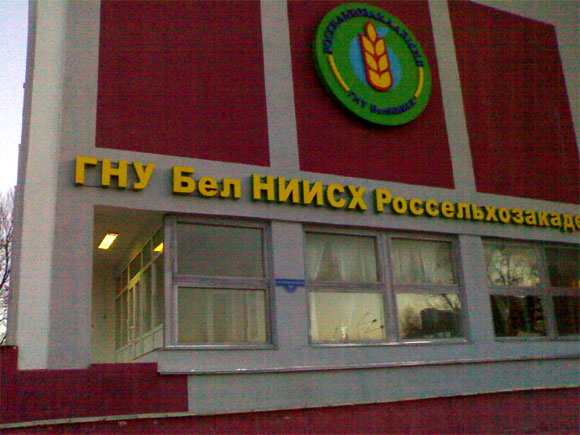 РОССЕЛЬХОЗАКАДЕМИЯ
ГНУ БелНИИСХ
ГНУ Бел НИИСХ Россельхозакаде